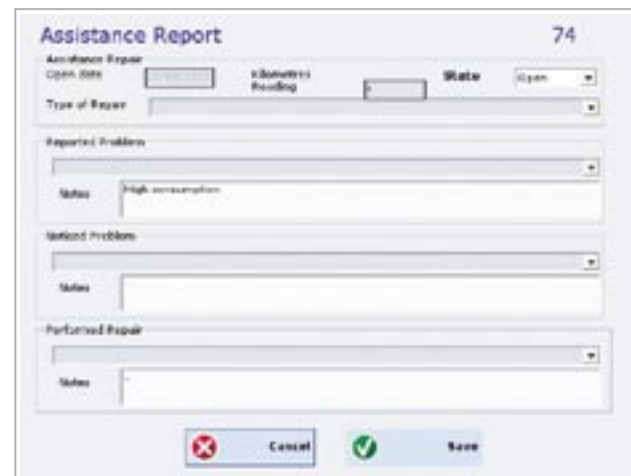 Assistance Report 74
Assistance Repair
Open date Kilometres Reading State Open
Type of Repair
Reported Problem
Notes High consumption
Noticed Problem
Notes
Performed Repair
Notes
Cancel Save